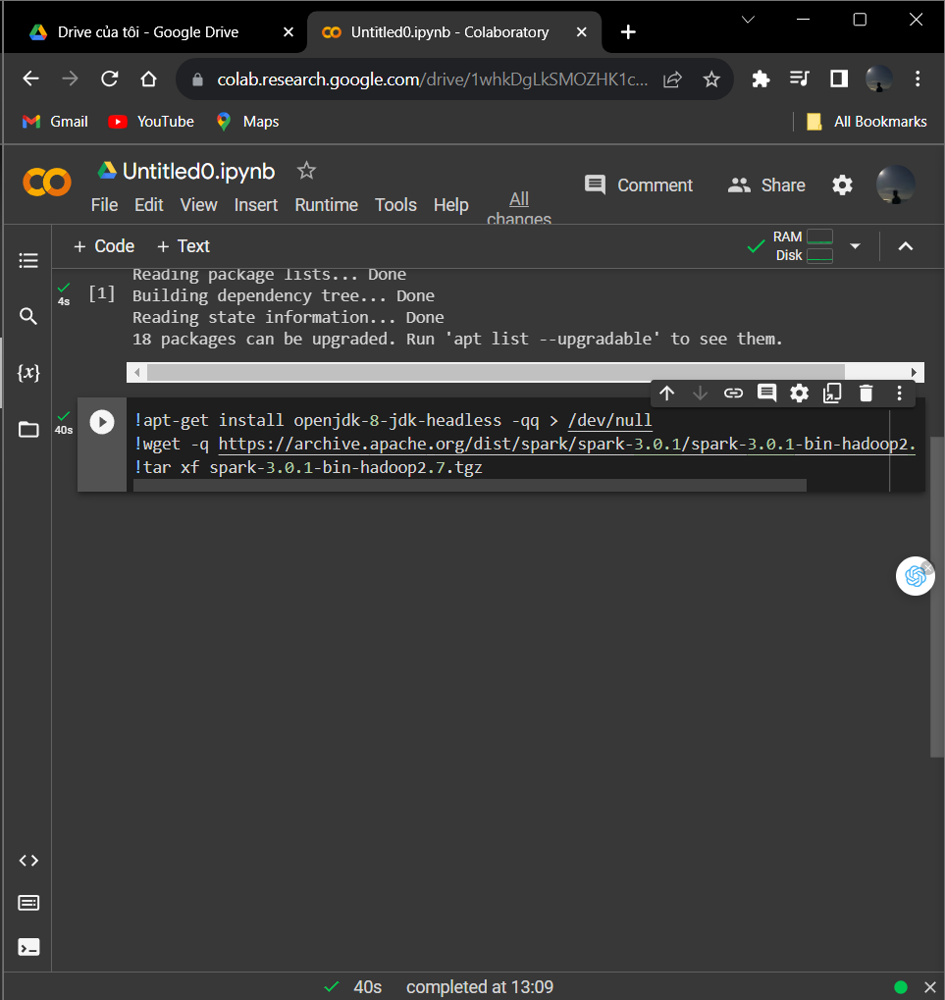 Drive của tôi - Google Drive
Untitled0.ipynb - Colaboratory
colab.research.google.com/drive/1whkDgLkSMOZHK1c...
Gmail
YouTube
Maps
All Bookmarks
Untitled0.ipynb
File Edit View Insert Runtime Tools Help
All changes
Comment
Share
+ Code + Text
RAM
Disk
4s
[1]
Reading package lists... Done
Building dependency tree... Done
Reading state information... Done
18 packages can be upgraded. Run 'apt list --upgradable' to see them.
{x}
40s
!apt-get install openjdk-8-jdk-headless -qq > /dev/null
!wget -q https://archive.apache.org/dist/spark/spark-3.0.1/spark-3.0.1-bin-hadoop2.
!tar xf spark-3.0.1-bin-hadoop2.7.tgz
40s completed at 13:09